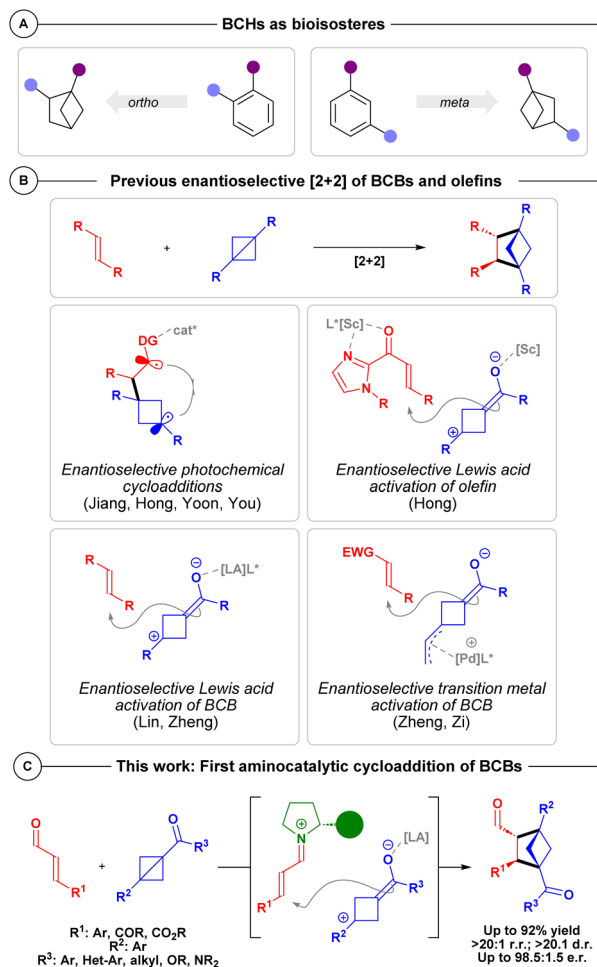 A
BCHs as bioisosteres
ortho
meta
B
Previous enantioselective [2+2] of BCBs and olefins
R
R
+
R
R
[2+2]
R
R
R
R
DG
cat*
R
R
Enantioselective photochemical
cycloadditions
(Jiang, Hong, Yoon, You)
L*[Sc]
O
N
N
R
R
⊖
O
[Sc]
R
⊕
R
Enantioselective Lewis acid
activation of olefin
(Hong)
R
R
⊖
O
[LA]L*
R
⊕
R
Enantioselective Lewis acid
activation of BCB
(Lin, Zheng)
EWG
R
⊖
O
R
⊕
[Pd]L*
Enantioselective transition metal
activation of BCB
(Zheng, Zi)
C
This work: First aminocatalytic cycloaddition of BCBs
O
R1
+
O
R3
R2
⊕
N
R1
⊖
O
[LA]
R3
⊕
R2
O
R2
R1
R3
O
R1: Ar, COR, CO2R
R2: Ar
R3: Ar, Het-Ar, alkyl, OR, NR2
Up to 92% yield
>20:1 r.r.; >20.1 d.r.
Up to 98.5:1.5 e.r.